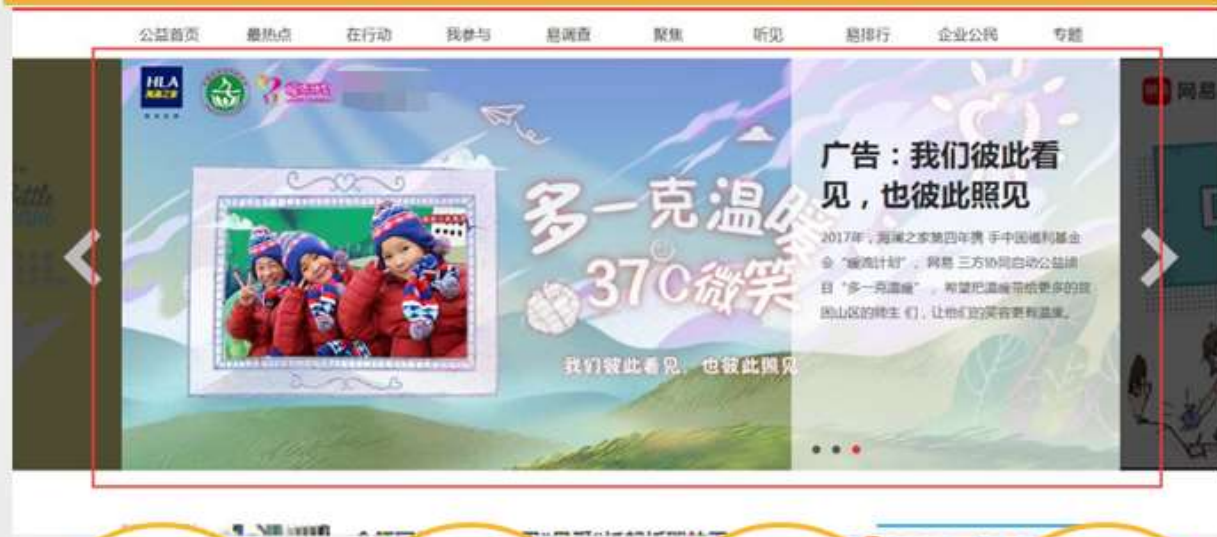 公益首页 最热点 在行动 我参与 易调查 聚焦 听见 易排行 企业公民 专题
HLA
海澜之家
网易
多一克温暖
37℃微笑
我们彼此看见，也彼此照见
广告：我们彼此看
见，也彼此照见
2017年，海澜之家第四年携 手中国福利基金
会“暖流计划”，网易 三方协同启动公益项
目“多一克温暖”，希望把温暖带给更多的贫
困山区的师生 们，让他们的笑容更有温度。